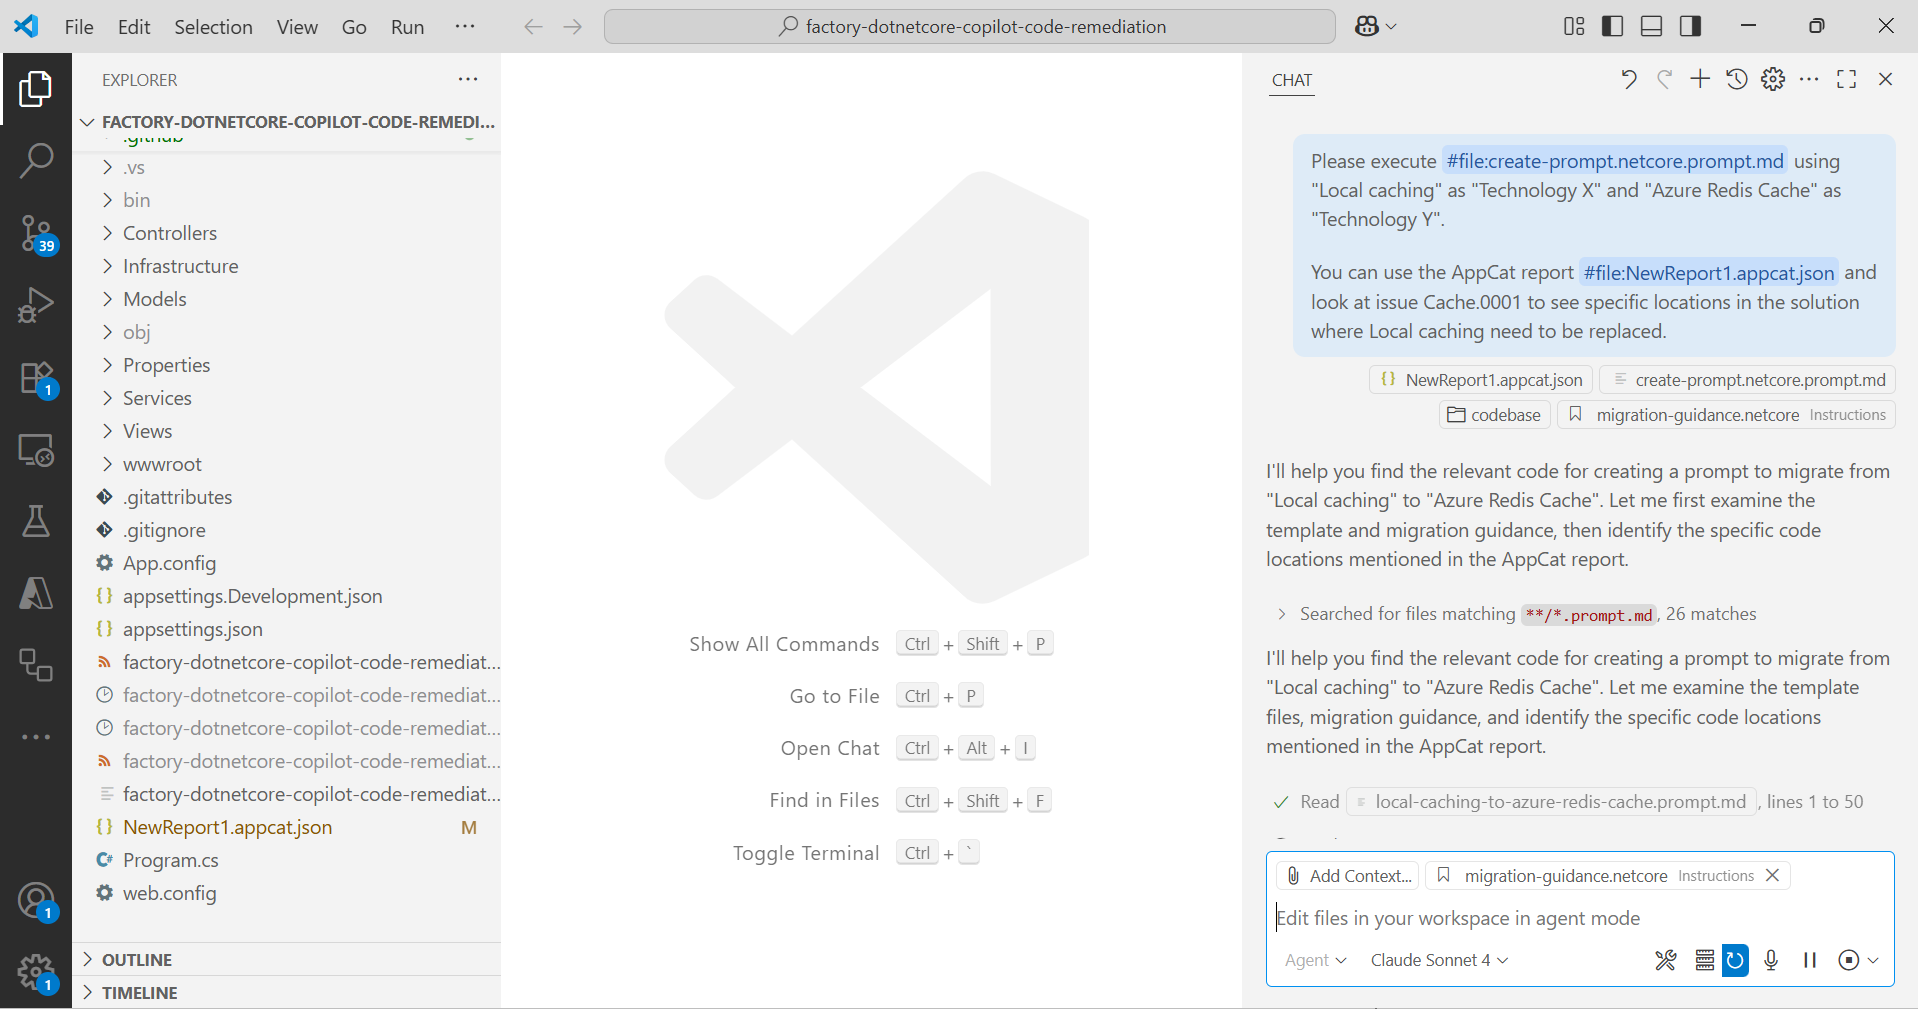 File Edit Selection View Go Run ···
factory-dotnetcore-copilot-code-remediation
EXPLORER
FACTORY-DOTNETCORE-COPILOT-CODE-REMEDI...
.github
.vs
bin
Controllers
Infrastructure
Models
obj
Properties
Services
Views
wwwroot
.gitattributes
.gitignore
App.config
appsettings.Development.json
appsettings.json
factory-dotnetcore-copilot-code-remediat...
factory-dotnetcore-copilot-code-remediat...
factory-dotnetcore-copilot-code-remediat...
factory-dotnetcore-copilot-code-remediat...
factory-dotnetcore-copilot-code-remediat...
NewReport1.appcat.json M
Program.cs
web.config
OUTLINE
TIMELINE
39
1
1
1
Show All Commands Ctrl + Shift + P
Go to File Ctrl + P
Open Chat Ctrl + Alt + I
Find in Files Ctrl + Shift + F
Toggle Terminal Ctrl + `
CHAT
Please execute #file:create-prompt.netcore.prompt.md using
"Local caching" as "Technology X" and "Azure Redis Cache" as
"Technology Y".
You can use the AppCat report #file:NewReport1.appcat.json and
look at issue Cache.0001 to see specific locations in the solution
where Local caching need to be replaced.
{} NewReport1.appcat.json create-prompt.netcore.prompt.md
codebase migration-guidance.netcore Instructions
I'll help you find the relevant code for creating a prompt to migrate from
"Local caching" to "Azure Redis Cache". Let me first examine the
template and migration guidance, then identify the specific code
locations mentioned in the AppCat report.
Searched for files matching **/*.prompt.md, 26 matches
I'll help you find the relevant code for creating a prompt to migrate from
"Local caching" to "Azure Redis Cache". Let me examine the template
files, migration guidance, and identify the specific code locations
mentioned in the AppCat report.
Read local-caching-to-azure-redis-cache.prompt.md, lines 1 to 50
Add Context... migration-guidance.netcore Instructions
Edit files in your workspace in agent mode
Agent Claude Sonnet 4